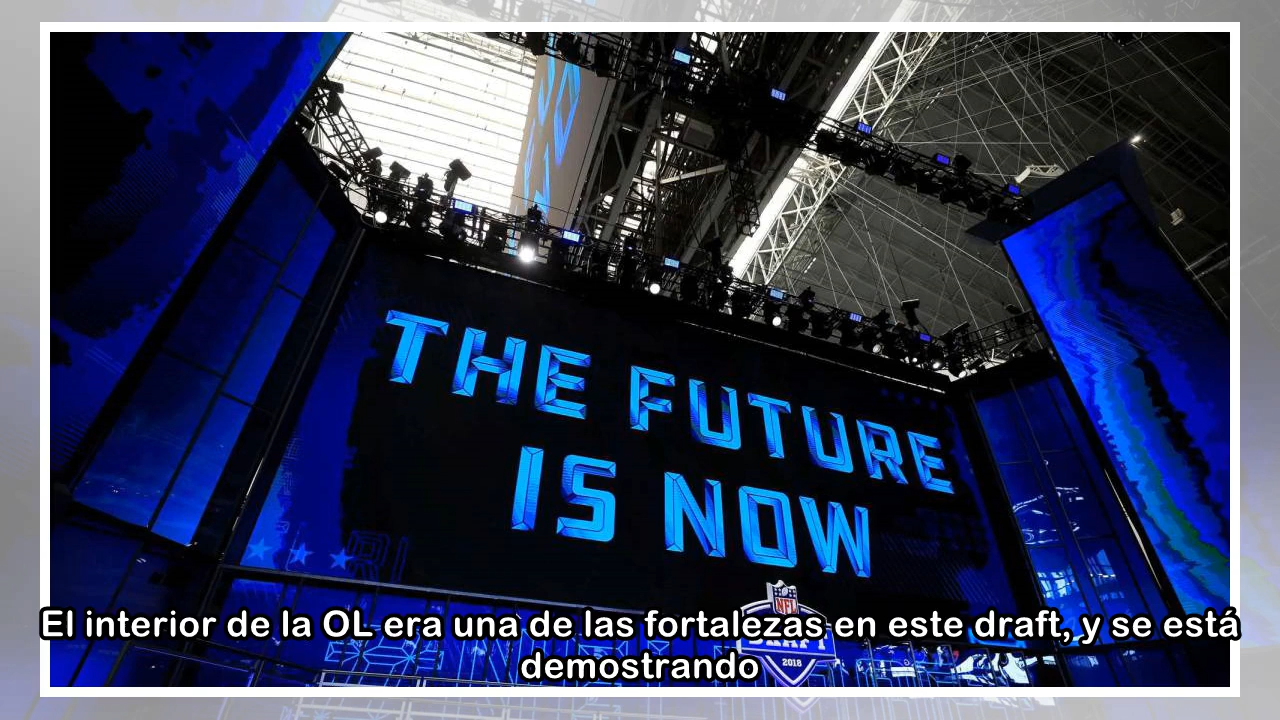 THE FUTURE
IS NOW
NFL
2018
El interior de la OL era una de las fortalezas en este draft, y se está
demostrando